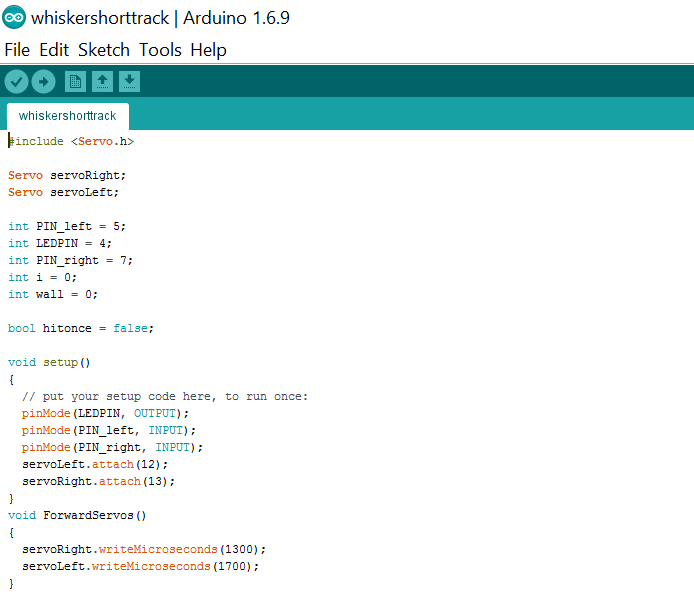 whiskershorttrack | Arduino 1.6.9
File Edit Sketch Tools Help
whiskershorttrack
#include <Servo.h>
Servo servoRight;
Servo servoLeft;
int PIN_left = 5;
int LEDPIN = 4;
int PIN_right = 7;
int i = 0;
int wall = 0;
bool hitonce = false;
void setup()
{
  // put your setup code here, to run once:
  pinMode(LEDPIN, OUTPUT);
  pinMode(PIN_left, INPUT);
  pinMode(PIN_right, INPUT);
  servoLeft.attach(12);
  servoRight.attach(13);
}
void ForwardServos()
{
  servoRight.writeMicroseconds(1300);
  servoLeft.writeMicroseconds(1700);
}